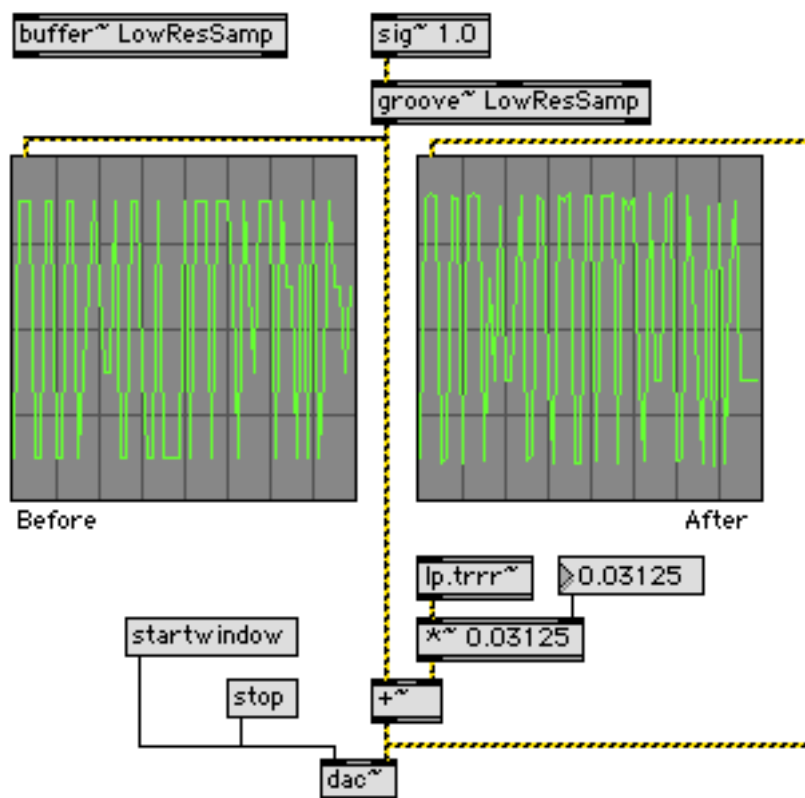 buffer~ LowResSamp
sig~ 1.0
groove~ LowResSamp
Before
After
lp.trrr~
0.03125
*~ 0.03125
startwindow
stop
+~
dac~